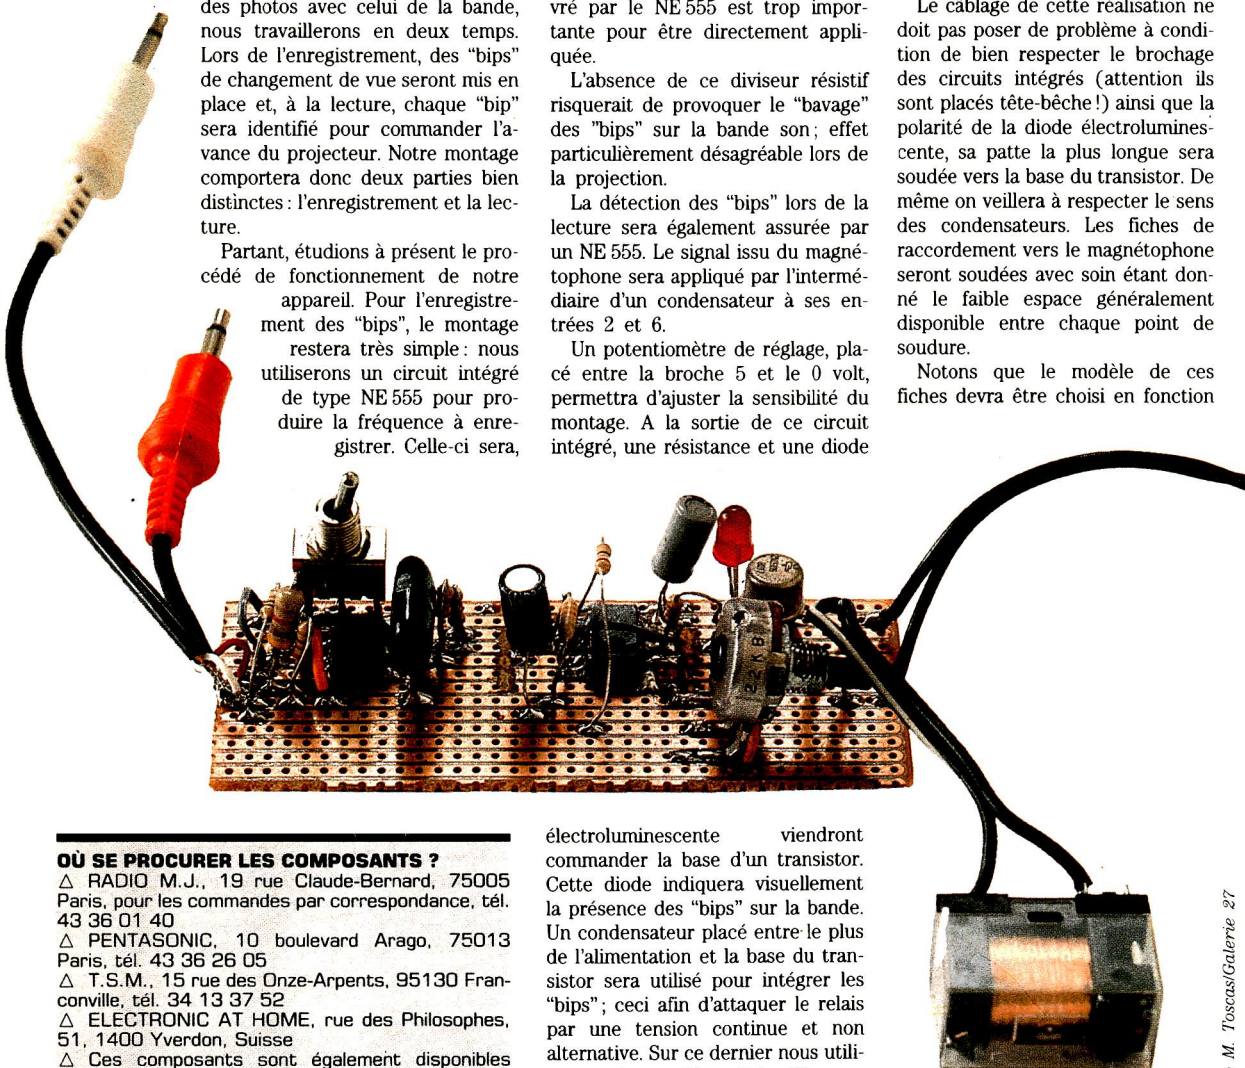 des photos avec celui de la bande,
nous travaillerons en deux temps.
Lors de l'enregistrement, des “bips”
de changement de vue seront mis en
place et, à la lecture, chaque “bip”
sera identifié pour commander l'a-
vance du projecteur. Notre montage
comportera donc deux parties bien
distinctes : l'enregistrement et la lec-
ture.
Partant, étudions à présent le pro-
cédé de fonctionnement de notre
appareil. Pour l'enregistre-
ment des “bips”, le montage
restera très simple : nous
utiliserons un circuit intégré
de type NE 555 pour pro-
duire la fréquence à enre-
gistrer. Celle-ci sera,
vré par le NE 555 est trop impor-
tante pour être directement appli-
quée.
L'absence de ce diviseur résistif
risquerait de provoquer le “bavage”
des ”bips” sur la bande son ; effet
particulièrement désagréable lors de
la projection.
La détection des “bips” lors de la
lecture sera également assurée par
un NE 555. Le signal issu du magné-
tophone sera appliqué par l'intermé-
diaire d'un condensateur à ses en-
trées 2 et 6.
Un potentiomètre de réglage, pla-
cé entre la broche 5 et le 0 volt,
permettra d'ajuster la sensibilité du
montage. A la sortie de ce circuit
intégré, une résistance et une diode
électroluminescente viendront
commander la base d'un transistor.
Cette diode indiquera visuellement
la présence des “bips” sur la bande.
Un condensateur placé entre le plus
de l'alimentation et la base du tran-
sistor sera utilisé pour intégrer les
“bips” ; ceci afin d'attaquer le relais
par une tension continue et non
alternative. Sur ce dernier nous utili-
Le câblage de cette réalisation ne
doit pas poser de problème à condi-
tion de bien respecter le brochage
des circuits intégrés (attention ils
sont placés tête-bêche !) ainsi que la
polarité de la diode électrolumines-
cente, sa patte la plus longue sera
soudée vers la base du transistor. De
même on veillera à respecter le sens
des condensateurs. Les fiches de
raccordement vers le magnétophone
seront soudées avec soin étant don-
né le faible espace généralement
disponible entre chaque point de
soudure.
Notons que le modèle de ces
fiches devra être choisi en fonction
22KB
OÙ SE PROCURER LES COMPOSANTS ?
△ RADIO M.J., 19 rue Claude-Bernard, 75005
Paris, pour les commandes par correspondance, tél.
43 36 01 40
△ PENTASONIC, 10 boulevard Arago, 75013
Paris, tél. 43 36 26 05
△ T.S.M., 15 rue des Onze-Arpents, 95130 Fran-
conville, tél. 34 13 37 52
△ ELECTRONIC AT HOME, rue des Philosophes,
51, 1400 Yverdon, Suisse
△ Ces composants sont également disponibles
M. Toscas/Galerie 27